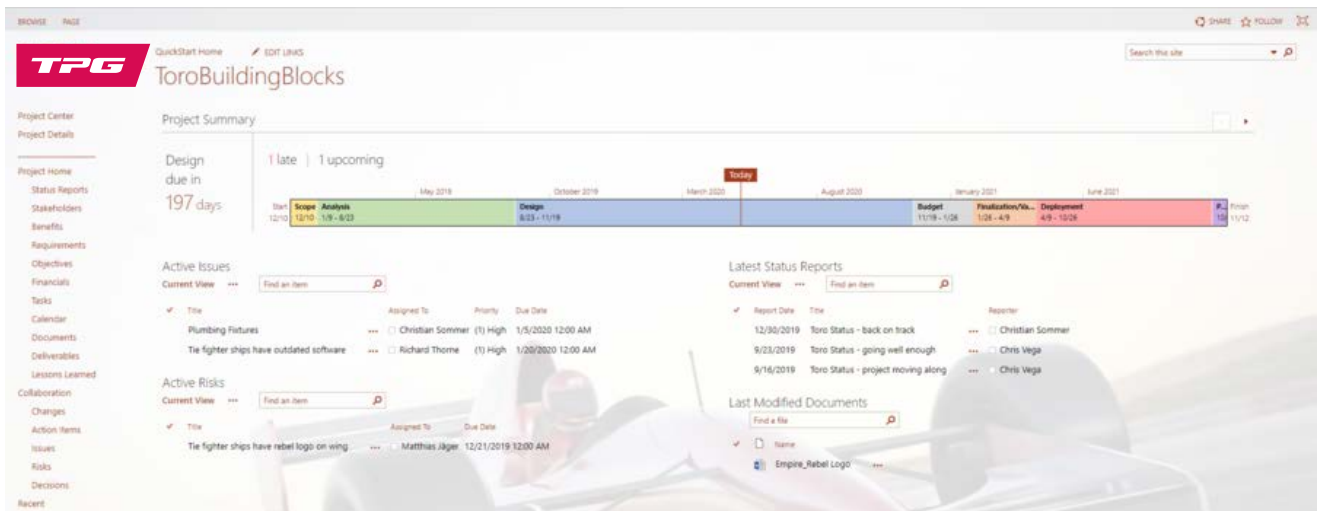 BROWSE PAGE
SHARE FOLLOW
TPG
QuickStart Home EDIT LINKS
Search this site
ToroBuildingBlocks
Project Center
Project Details
Project Home
Status Reports
Stakeholders
Benefits
Requirements
Objectives
Financials
Tasks
Calendar
Documents
Deliverables
Lessons Learned
Collaboration
Changes
Action Items
Issues
Risks
Decisions
Recent
Project Summary
Design
due in
197 days
1 late | 1 upcoming
Today
May 2019 October 2019 March 2020 August 2020 January 2021 June 2021
Start
12/10
Scope Analysis Design Budget Finalization/Va... Deployment P...
12/10 - 1/9 - 8/23 8/23 - 11/19 11/19 - 1/26 1/26 - 4/9 4/9 - 10/26 10/
Finish
11/12
Active Issues
Current View ... Find an item
Title Assigned To Priority Due Date
Plumbing Fixtures ... Christian Sommer (1) High 1/5/2020 12:00 AM
Tie fighter ships have outdated software ... Richard Thorne (1) High 1/20/2020 12:00 AM
Active Risks
Current View ... Find an item
Title Assigned To Due Date
Tie fighter ships have rebel logo on wing ... Matthias Jäger 12/21/2019 12:00 AM
Latest Status Reports
Current View ... Find an item
Report Date Title Reporter
12/30/2019 Toro Status - back on track ... Christian Sommer
9/23/2019 Toro Status - going well enough ... Chris Vega
9/16/2019 Toro Status - project moving along ... Chris Vega
Last Modified Documents
Find a file
Name
Empire_Rebel Logo ...